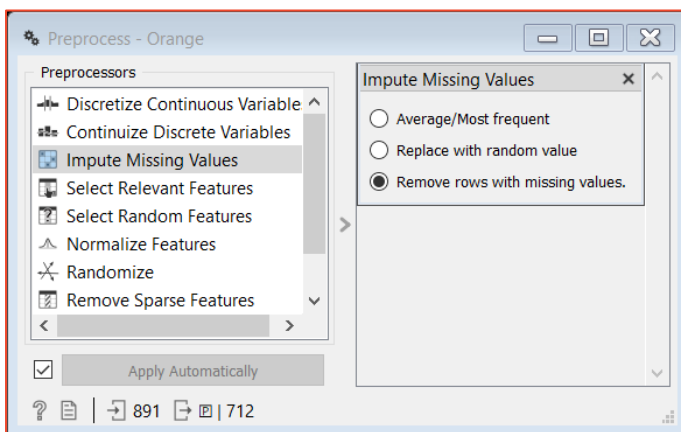 Preprocess - Orange
Preprocessors
Discretize Continuous Variable
Continuize Discrete Variables
Impute Missing Values
Select Relevant Features
Select Random Features
Normalize Features
Randomize
Remove Sparse Features
Apply Automatically
? | 891 P | 712
Impute Missing Values
Average/Most frequent
Replace with random value
Remove rows with missing values.